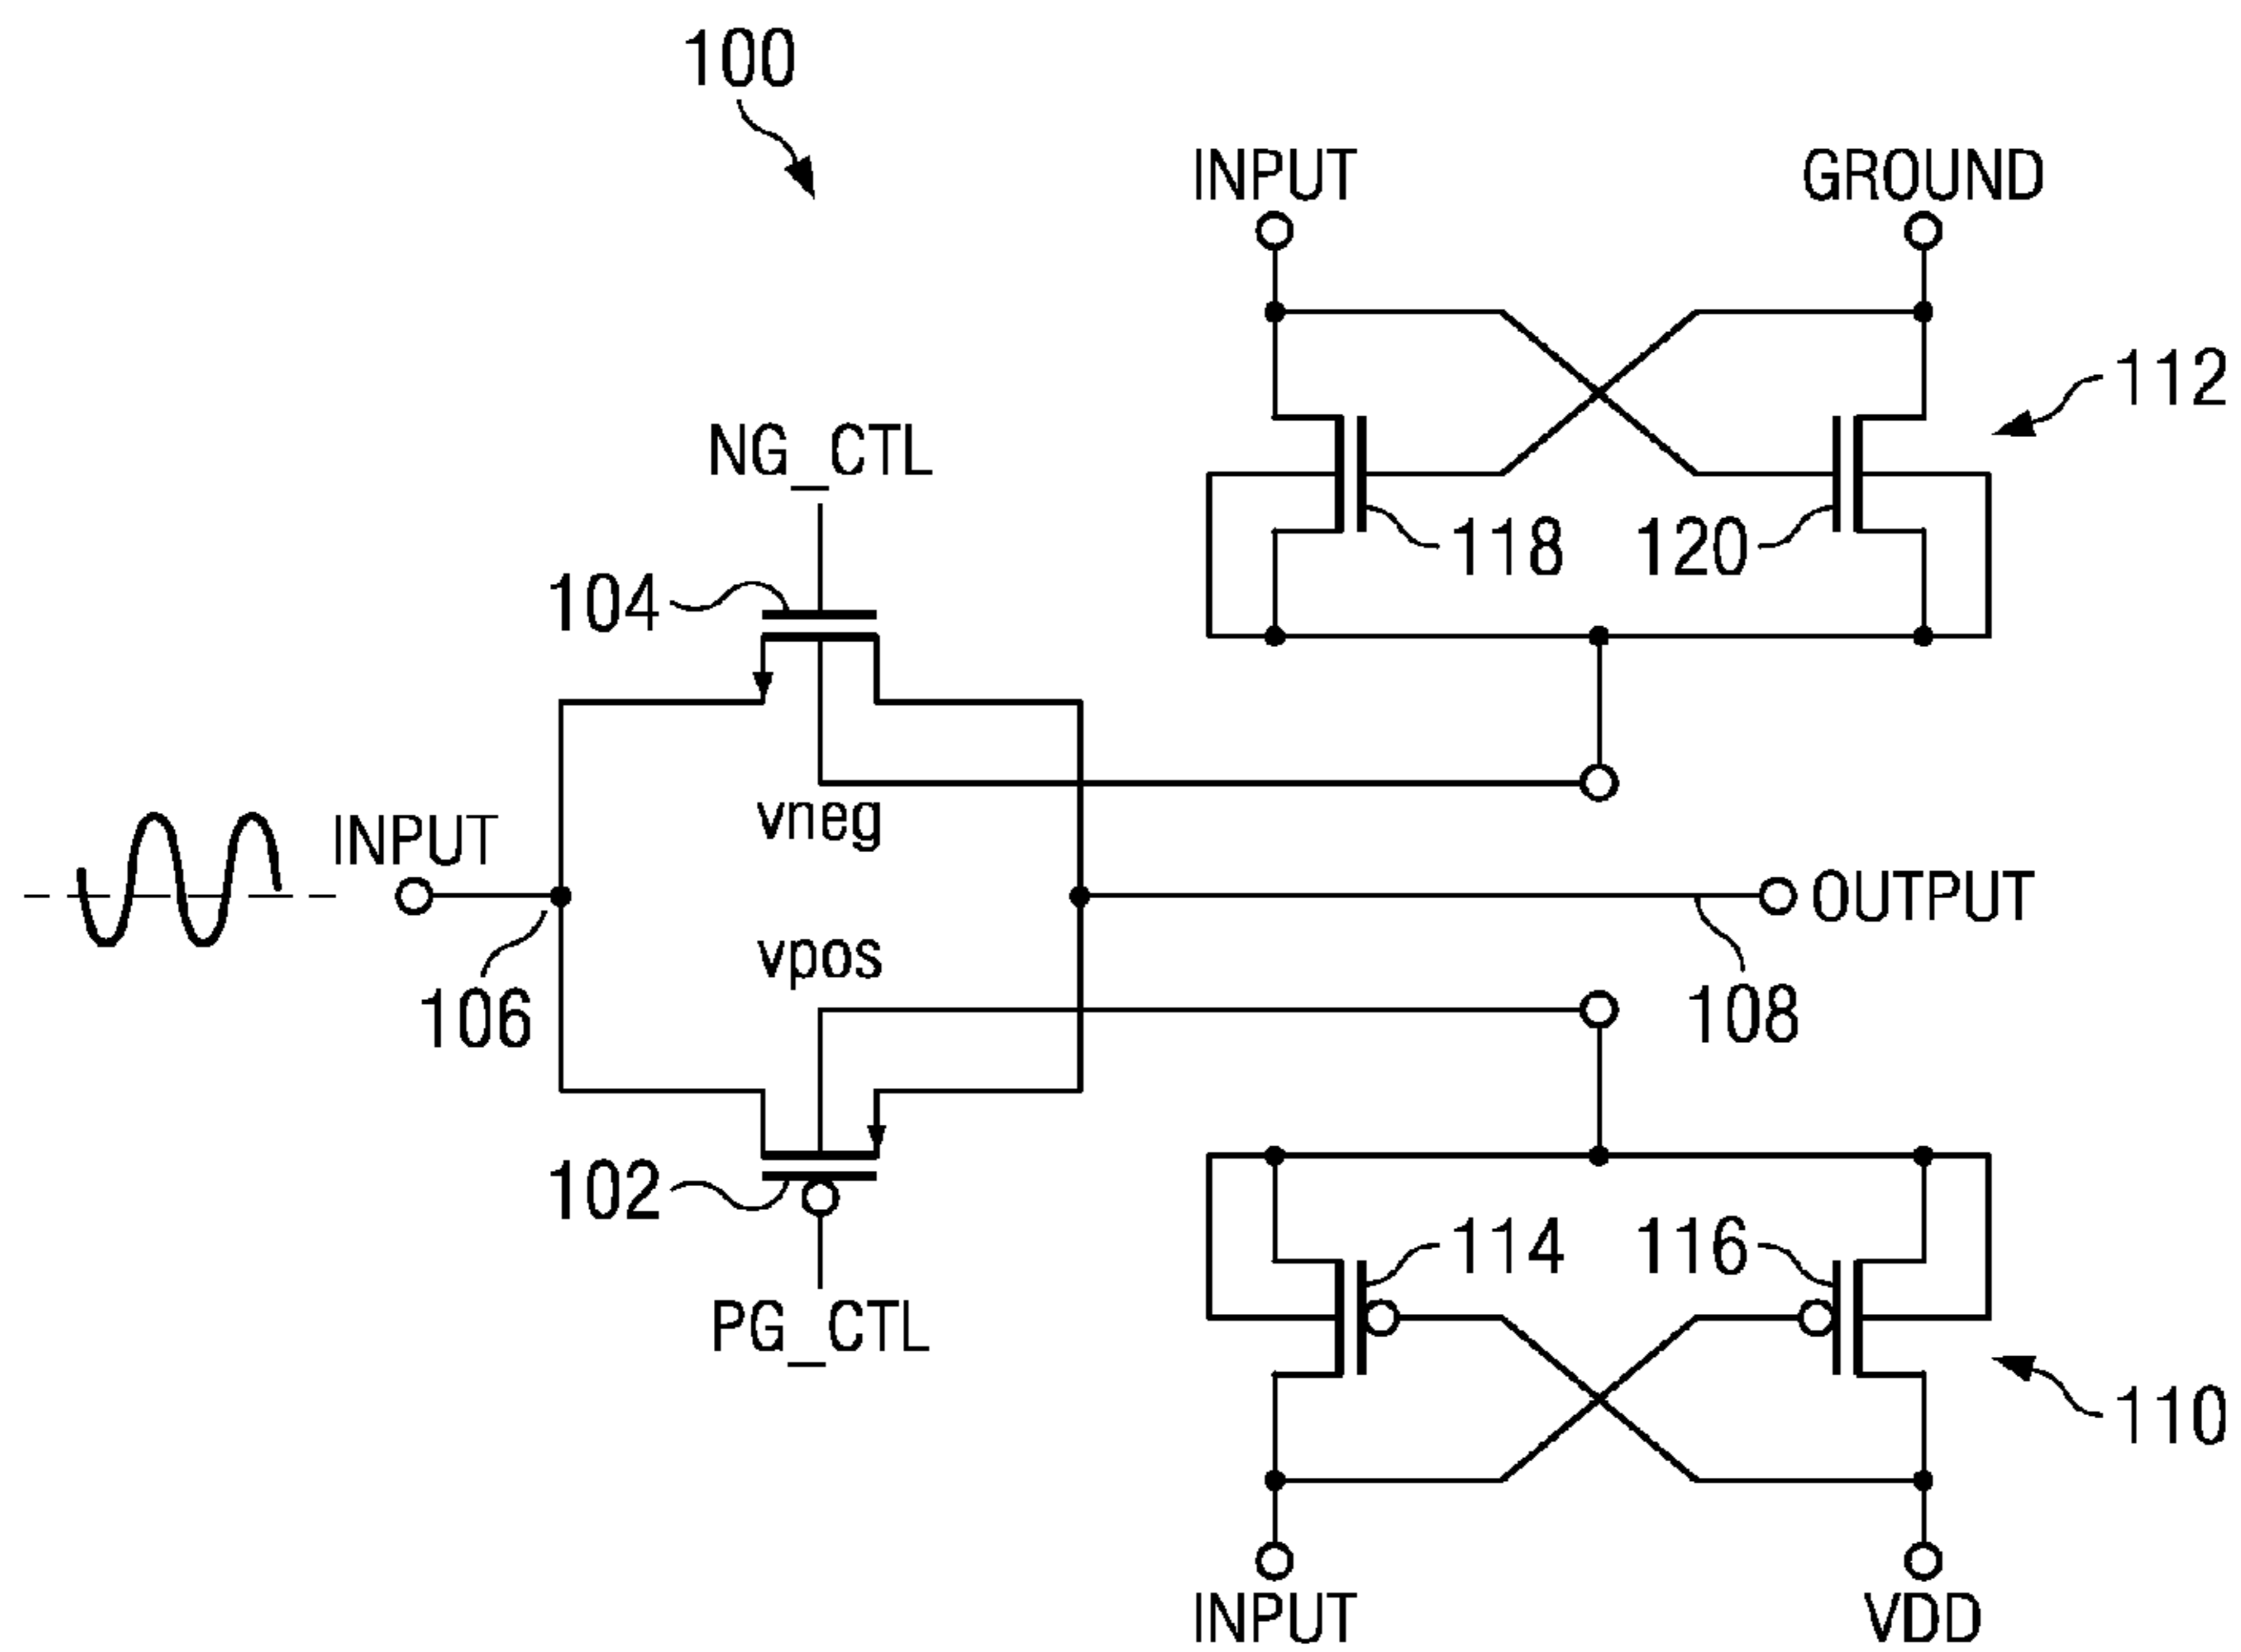 100
INPUT
GROUND
112
NG_CTL
118
120
104
vneg
INPUT
OUTPUT
vpos
106
108
102
114
116
PG_CTL
110
INPUT
VDD